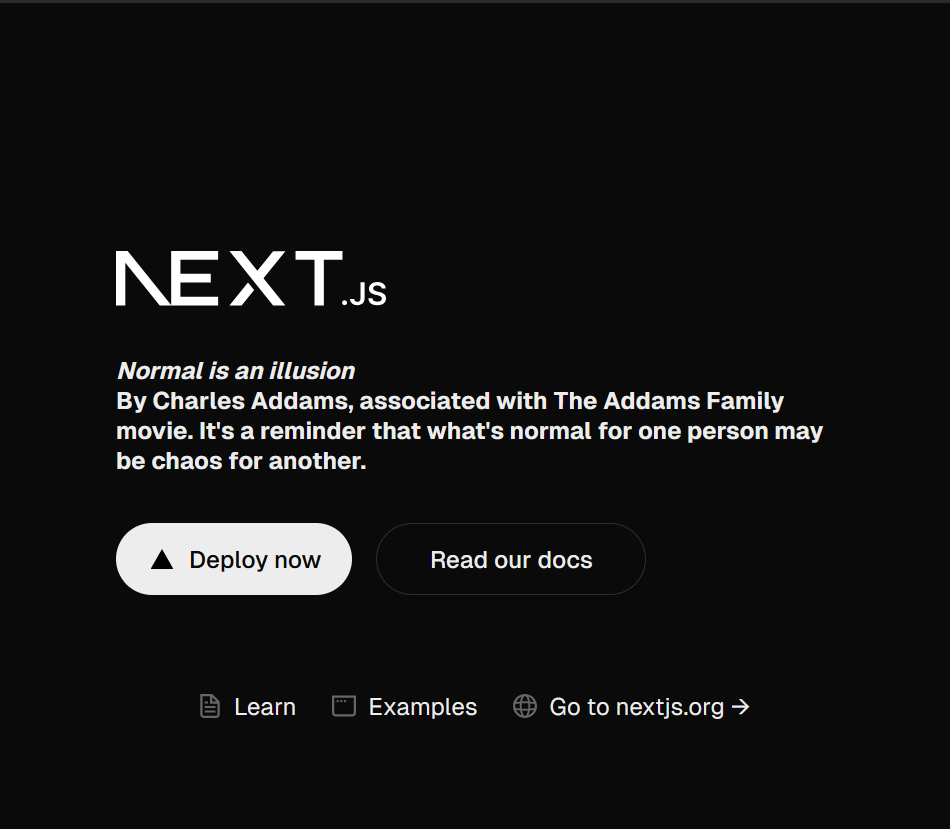 NEXT.JS
Normal is an illusion
By Charles Addams, associated with The Addams Family
movie. It's a reminder that what's normal for one person may
be chaos for another.
Deploy now
Read our docs
Learn
Examples
Go to nextjs.org →